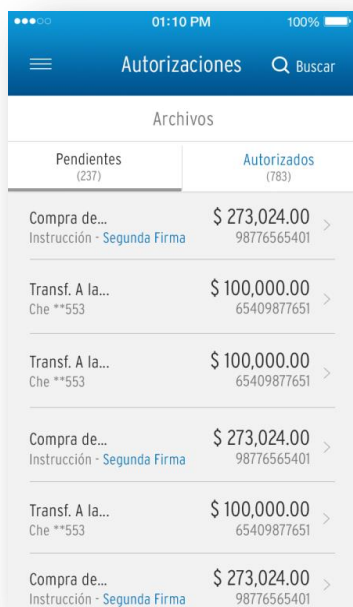 01:10 PM 100%
Autorizaciones Buscar
Archivos
Pendientes Autorizados
(237) (783)
Compra de... $ 273,024.00
Instrucción - Segunda Firma 98776565401
Transf. A la... $ 100,000.00
Che **553 65409877651
Transf. A la... $ 100,000.00
Che **553 65409877651
Compra de... $ 273,024.00
Instrucción - Segunda Firma 98776565401
Transf. A la... $ 100,000.00
Che **553 65409877651
Compra de... $ 273,024.00
Instrucción - Segunda Firma 98776565401